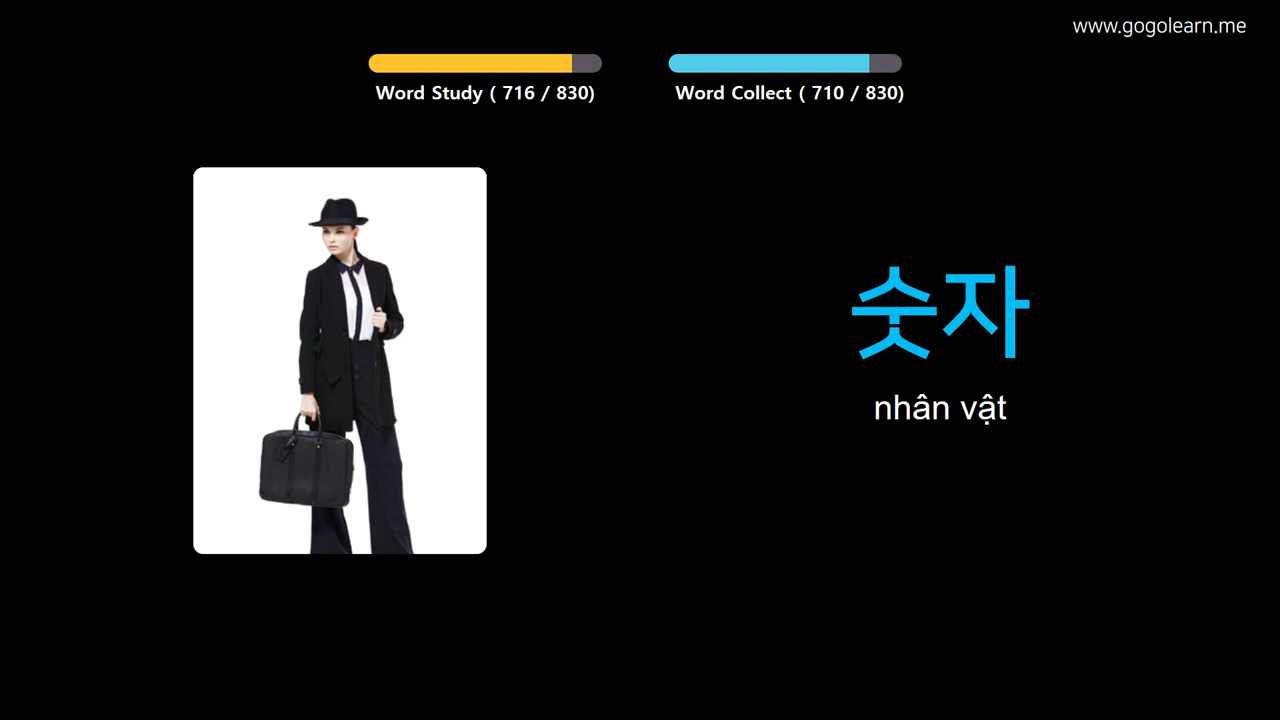 www.gogolearn.me
Word Study ( 716 / 830)
Word Collect ( 710 / 830)
숫자
nhân vật